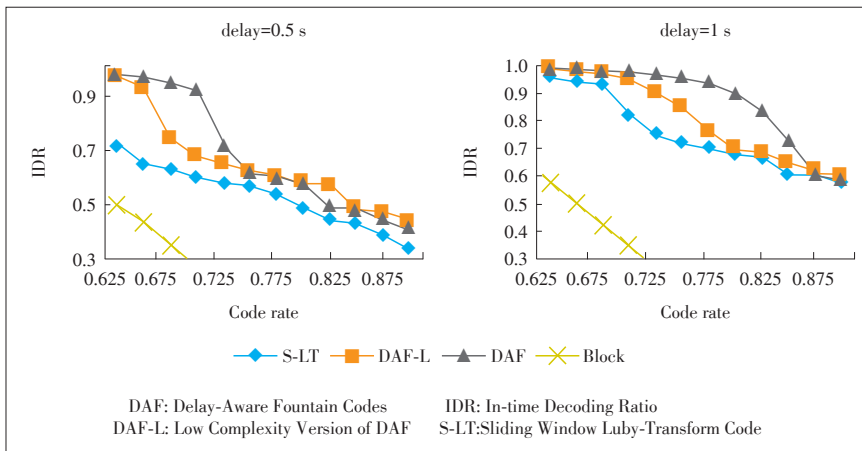 delay=0.5 s
0.9
0.7
0.5
0.3
IDR
0.625 0.675 0.725 0.775 0.825 0.875
Code rate
delay=1 s
1.0
0.9
0.8
0.7
0.6
0.5
0.4
0.3
IDR
0.625 0.675 0.725 0.775 0.825 0.875
Code rate
S-LT DAF-L DAF Block
DAF: Delay-Aware Fountain Codes IDR: In-time Decoding Ratio
DAF-L: Low Complexity Version of DAF S-LT:Sliding Window Luby-Transform Code